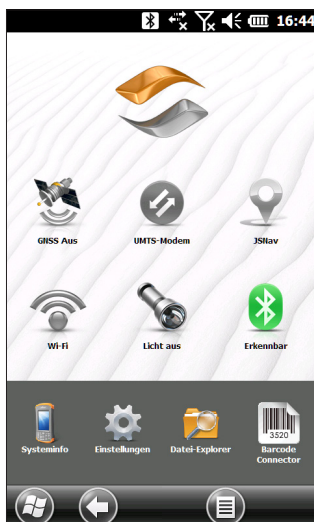 16:44
GNSS Aus UMTS-Modem JSNav
Wi-Fi Licht aus Erkennbar
Systeminfo Einstellungen Datei-Explorer Barcode Connector
3520